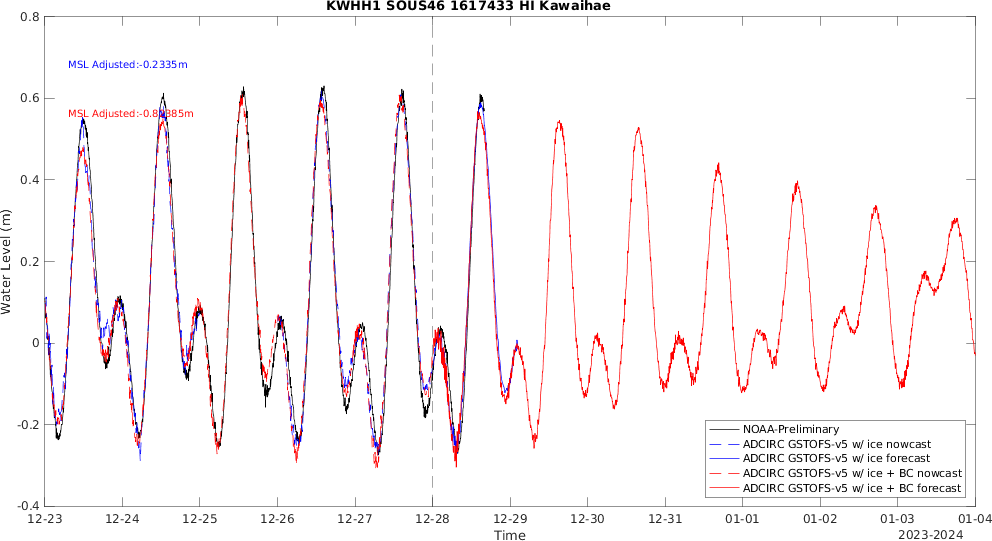 KWHH1 SOUS46 1617433 HI Kawaihae
0.8
0.6
0.4
0.2
0
-0.2
-0.4
Water Level (m)
MSL Adjusted:-0.2335m
MSL Adjusted:
NOAA-Preliminary
ADCIRC GSTOFS-v5 w/ ice nowcast
ADCIRC GSTOFS-v5 w/ ice forecast
ADCIRC GSTOFS-v5 w/ ice + BC nowcast
ADCIRC GSTOFS-v5 w/ ice + BC forecast
12-23 12-24 12-25 12-26 12-27 12-28 12-29 12-30 12-31 01-01 01-02 01-03 01-04
Time
2023-2024